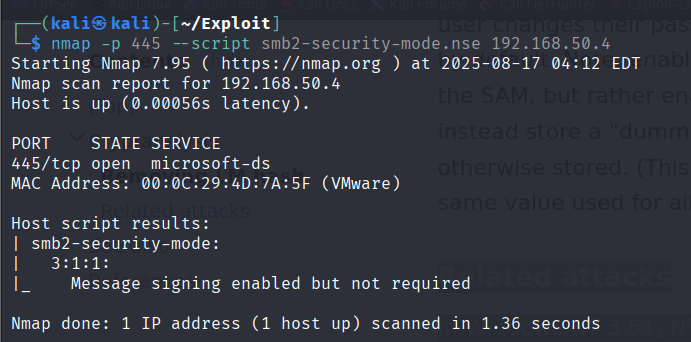 ┌──(kali㉿kali)-[~/Exploit]
└─$ nmap -p 445 --script smb2-security-mode.nse 192.168.50.4
Starting Nmap 7.95 ( https://nmap.org ) at 2025-08-17 04:12 EDT
Nmap scan report for 192.168.50.4
Host is up (0.00056s latency).

PORT    STATE SERVICE
445/tcp open  microsoft-ds
MAC Address: 00:0C:29:4D:7A:5F (VMware)

Host script results:
| smb2-security-mode:
|   3:1:1:
|_    Message signing enabled but not required

Nmap done: 1 IP address (1 host up) scanned in 1.36 seconds
user changes their pass
the SAM, but rather ena
instead store a "dumm
otherwise stored. (This
same value used for al
Related attacks
Related attacks